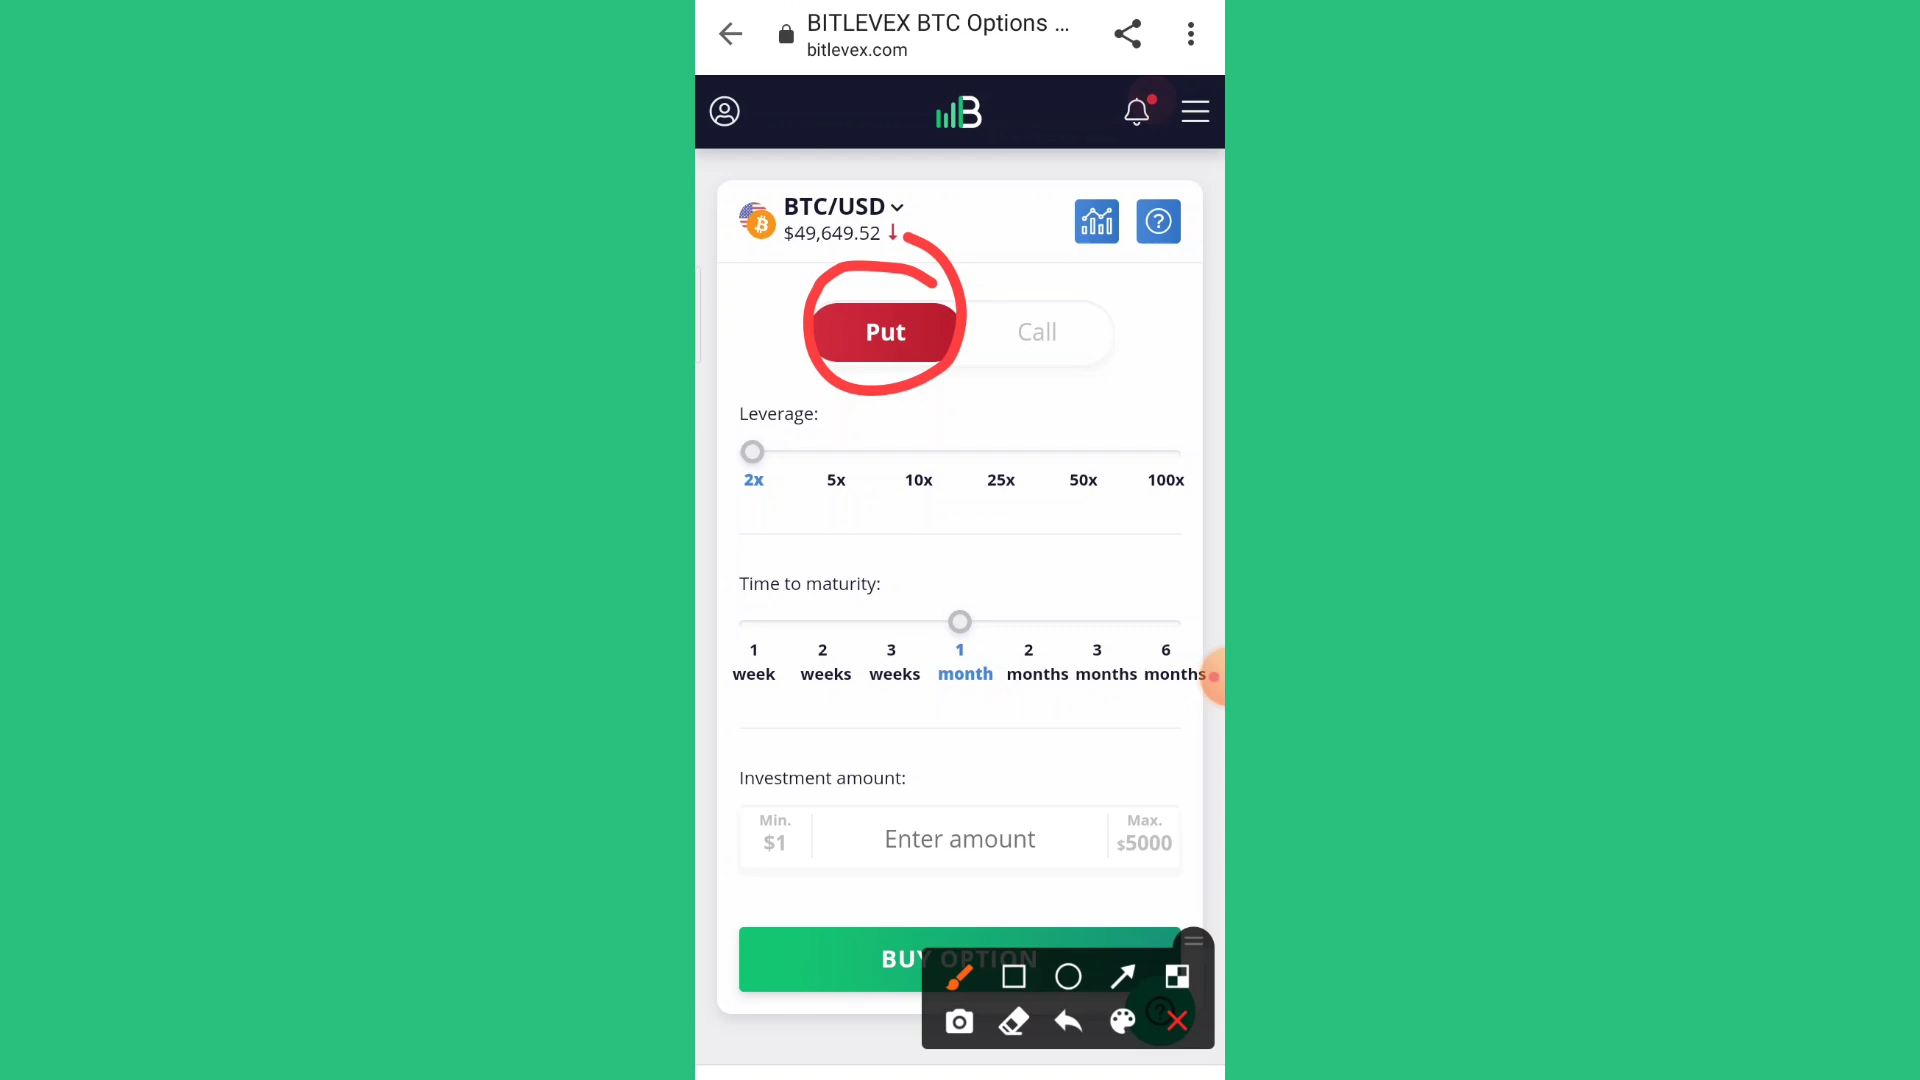 BITLEVEX BTC Options ...
bitlevex.com
B
BTC/USD
$49,649.52
Put
Call
Leverage:
2x 5x 10x 25x 50x 100x
Time to maturity:
1 2 3 1 2 3 6
week weeks weeks month months months months
Investment amount:
Min. Max.
$1 Enter amount $5000
BUY OPTION